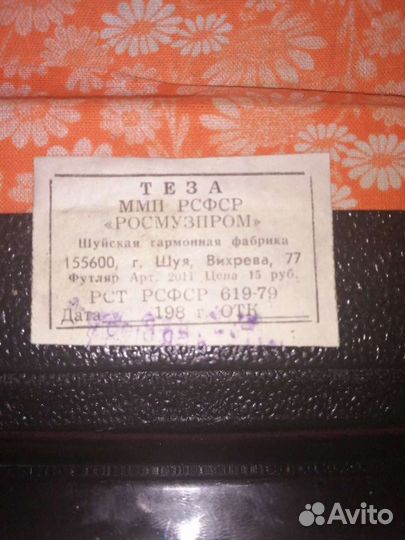 ТЕЗА
ММП РСФСР
«РОСМУЗПРОМ»
Шуйская гармонная фабрика
155600, г. Шуя, Вихрева, 77
Футляр Арт. 2011 Цена 15 руб.
РСТ РСФСР 619-79
Дата 198 г. ОТК
Avito